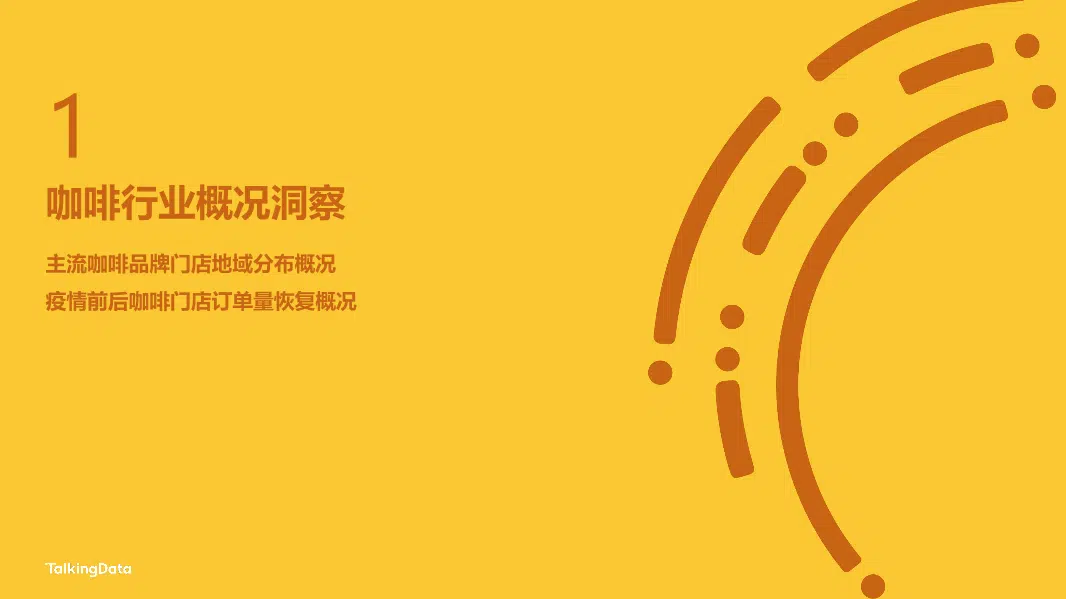 1
咖啡行业概况洞察
主流咖啡品牌门店地域分布概况
疫情前后咖啡门店订单量恢复概况
TalkingData